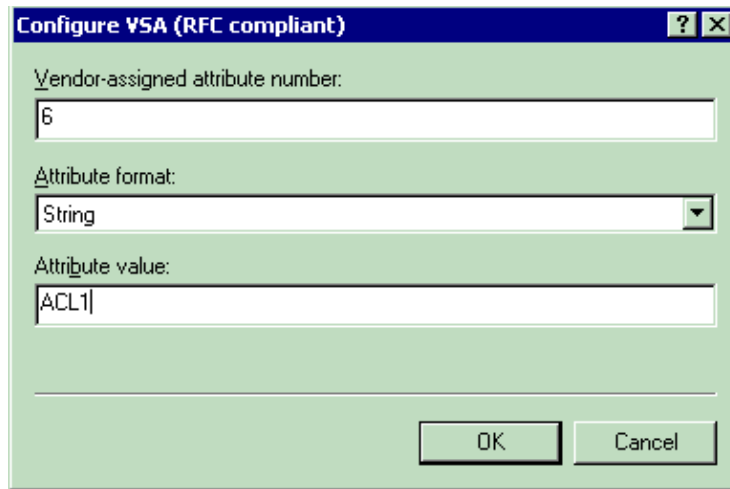 Configure VSA (RFC compliant)
Vendor-assigned attribute number:
6
Attribute format:
String
Attribute value:
ACL1
OK Cancel